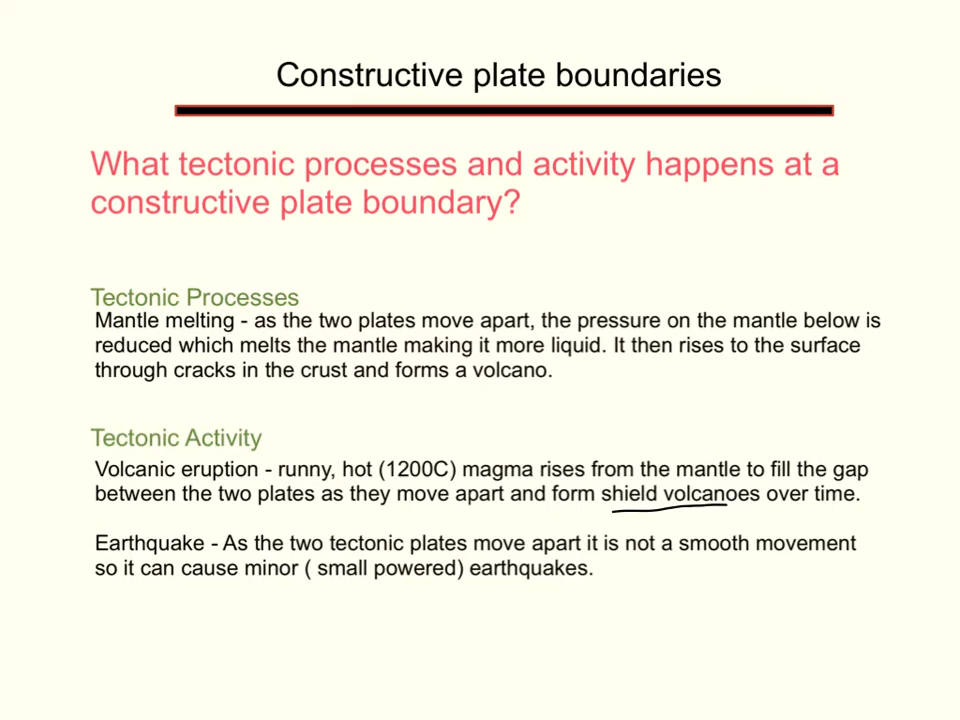 Constructive plate boundaries
What tectonic processes and activity happens at a
constructive plate boundary?
Tectonic Processes
Mantle melting - as the two plates move apart, the pressure on the mantle below is
reduced which melts the mantle making it more liquid. It then rises to the surface
through cracks in the crust and forms a volcano.
Tectonic Activity
Volcanic eruption - runny, hot (1200C) magma rises from the mantle to fill the gap
between the two plates as they move apart and form shield volcanoes over time.
Earthquake - As the two tectonic plates move apart it is not a smooth movement
so it can cause minor ( small powered) earthquakes.